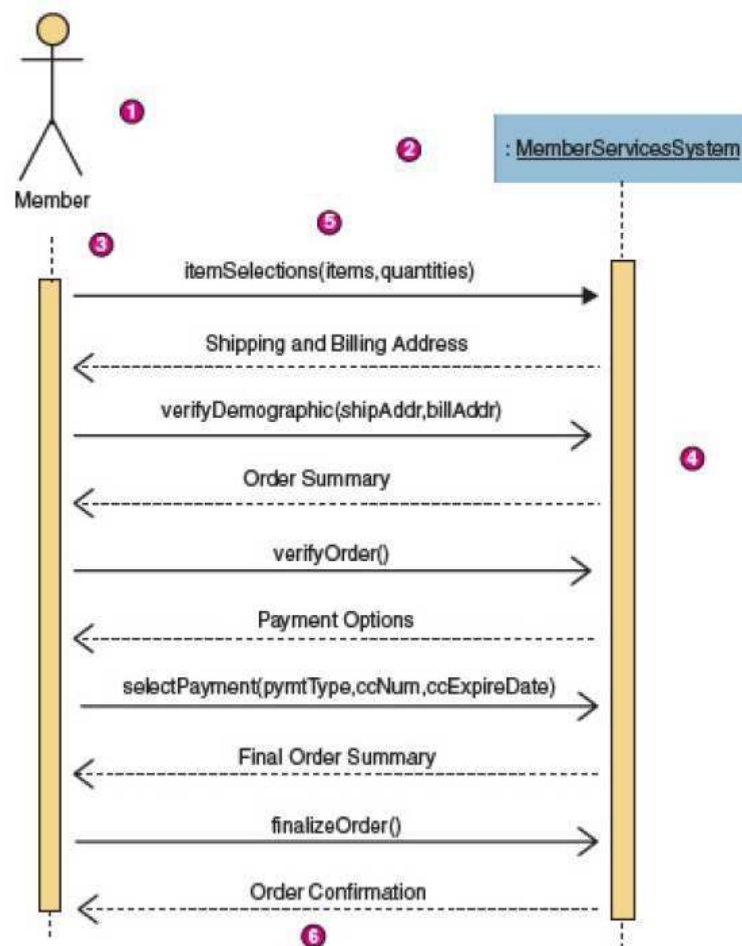 1
2
: MemberServicesSystem
Member
5
3
itemSelections(items,quantities)
Shipping and Billing Address
verifyDemographic(shipAddr,billAddr)
4
Order Summary
verifyOrder()
Payment Options
selectPayment(pymtType,ccNum,ccExpireDate)
Final Order Summary
finalizeOrder()
Order Confirmation
6